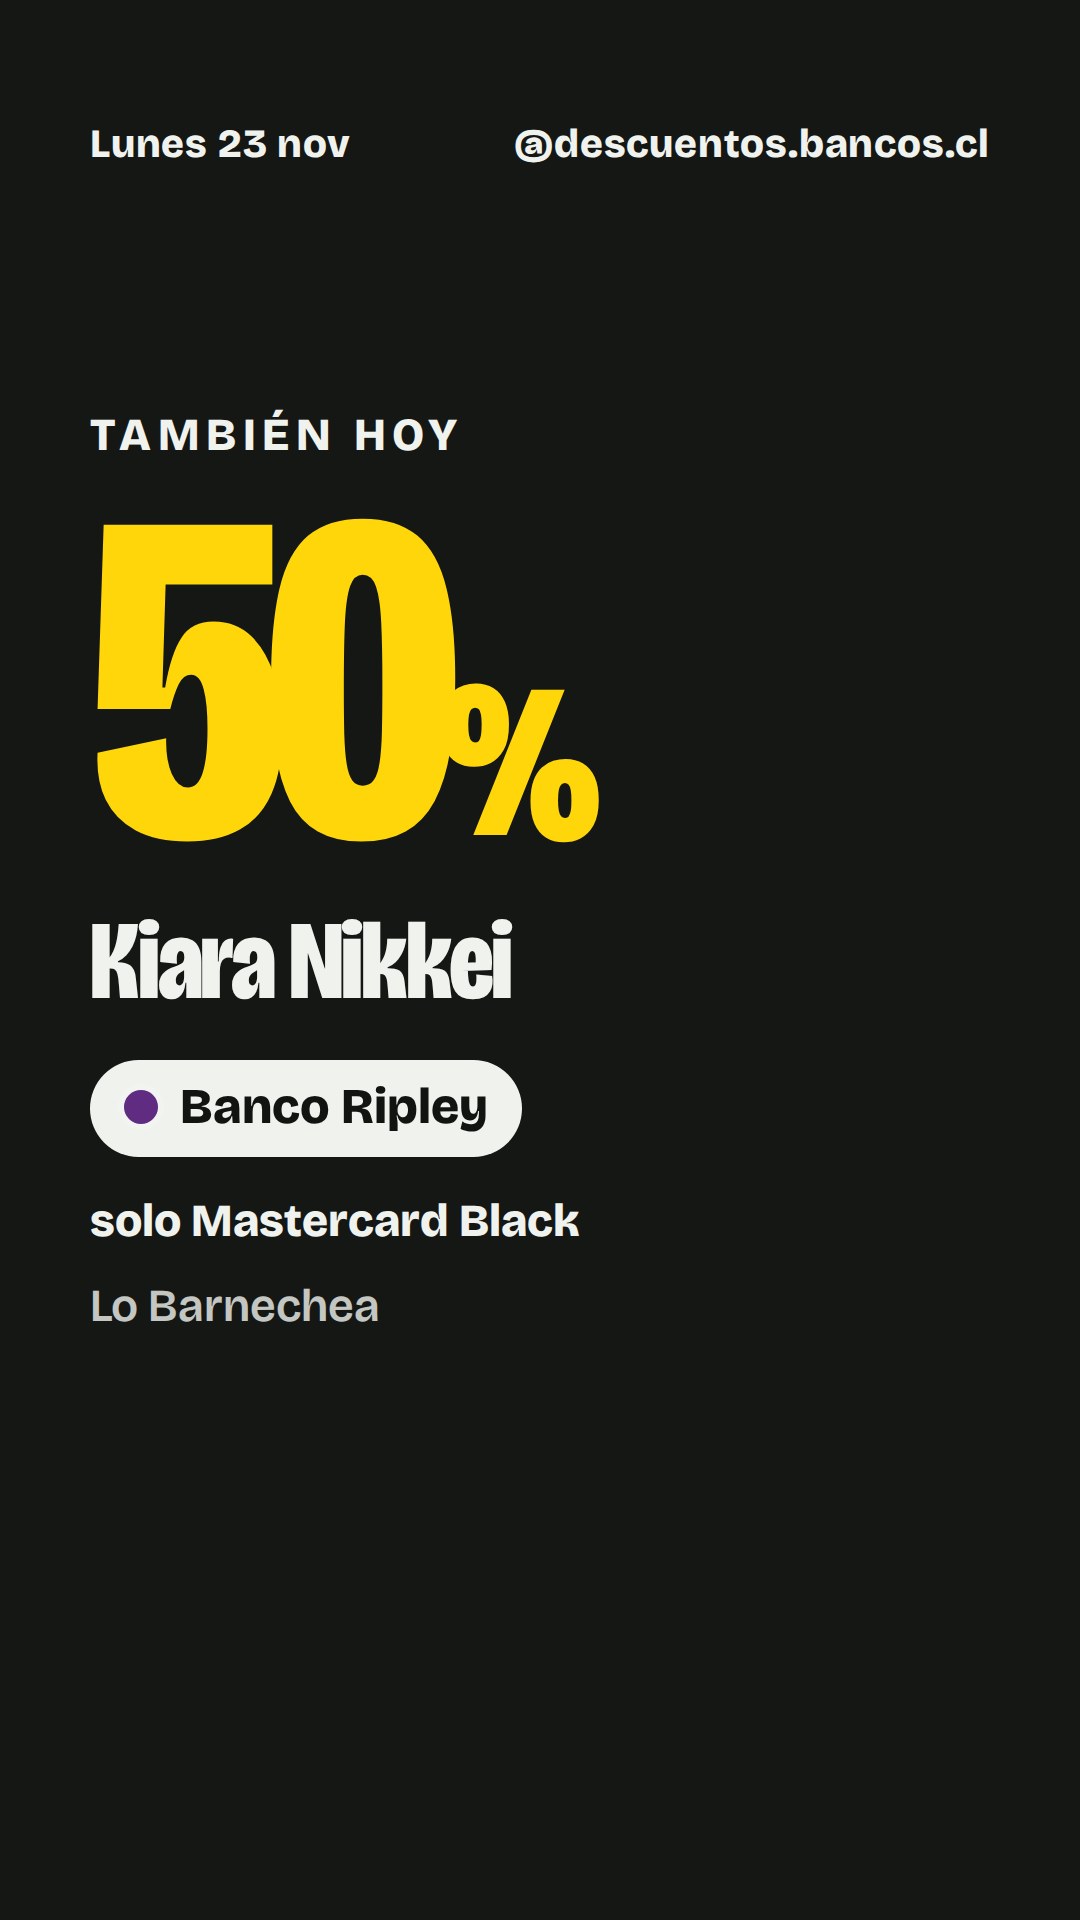 Lunes 23 nov
@descuentos.bancos.cl
TAMBIÉN HOY
50%
Kiara Nikkei
Banco Ripley
solo Mastercard Black
Lo Barnechea